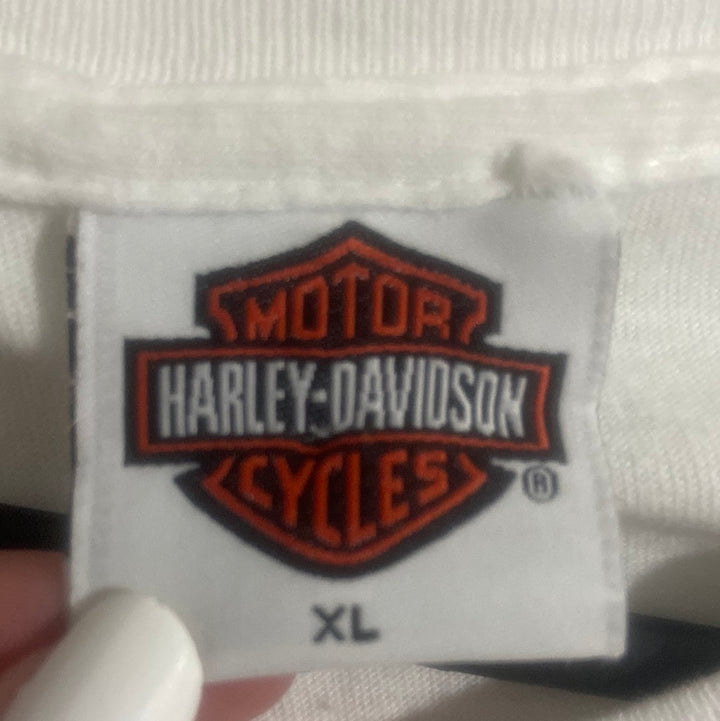 MOTOR
HARLEY-DAVIDSON
CYCLES
®
XL